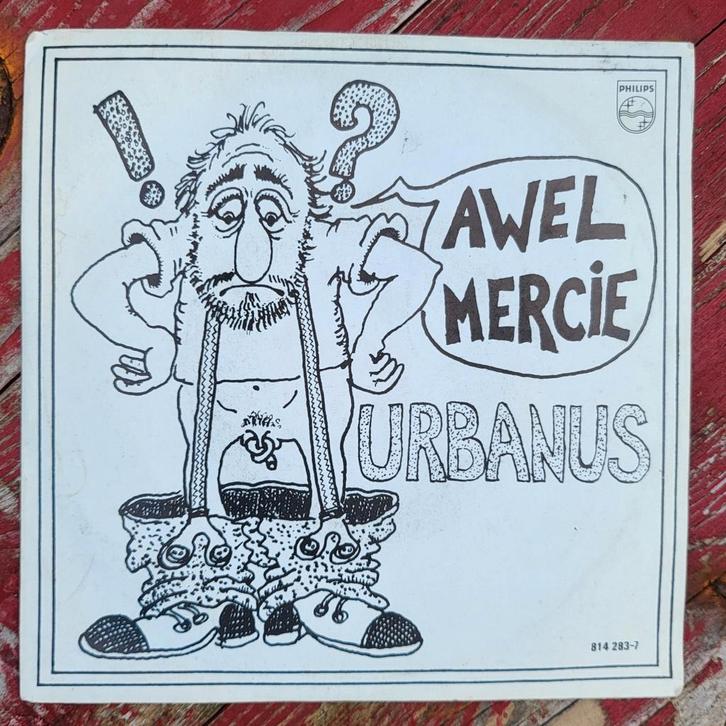 ! ?
PHILIPS
AWEL
MERCiE
URBANUS
814 283-7